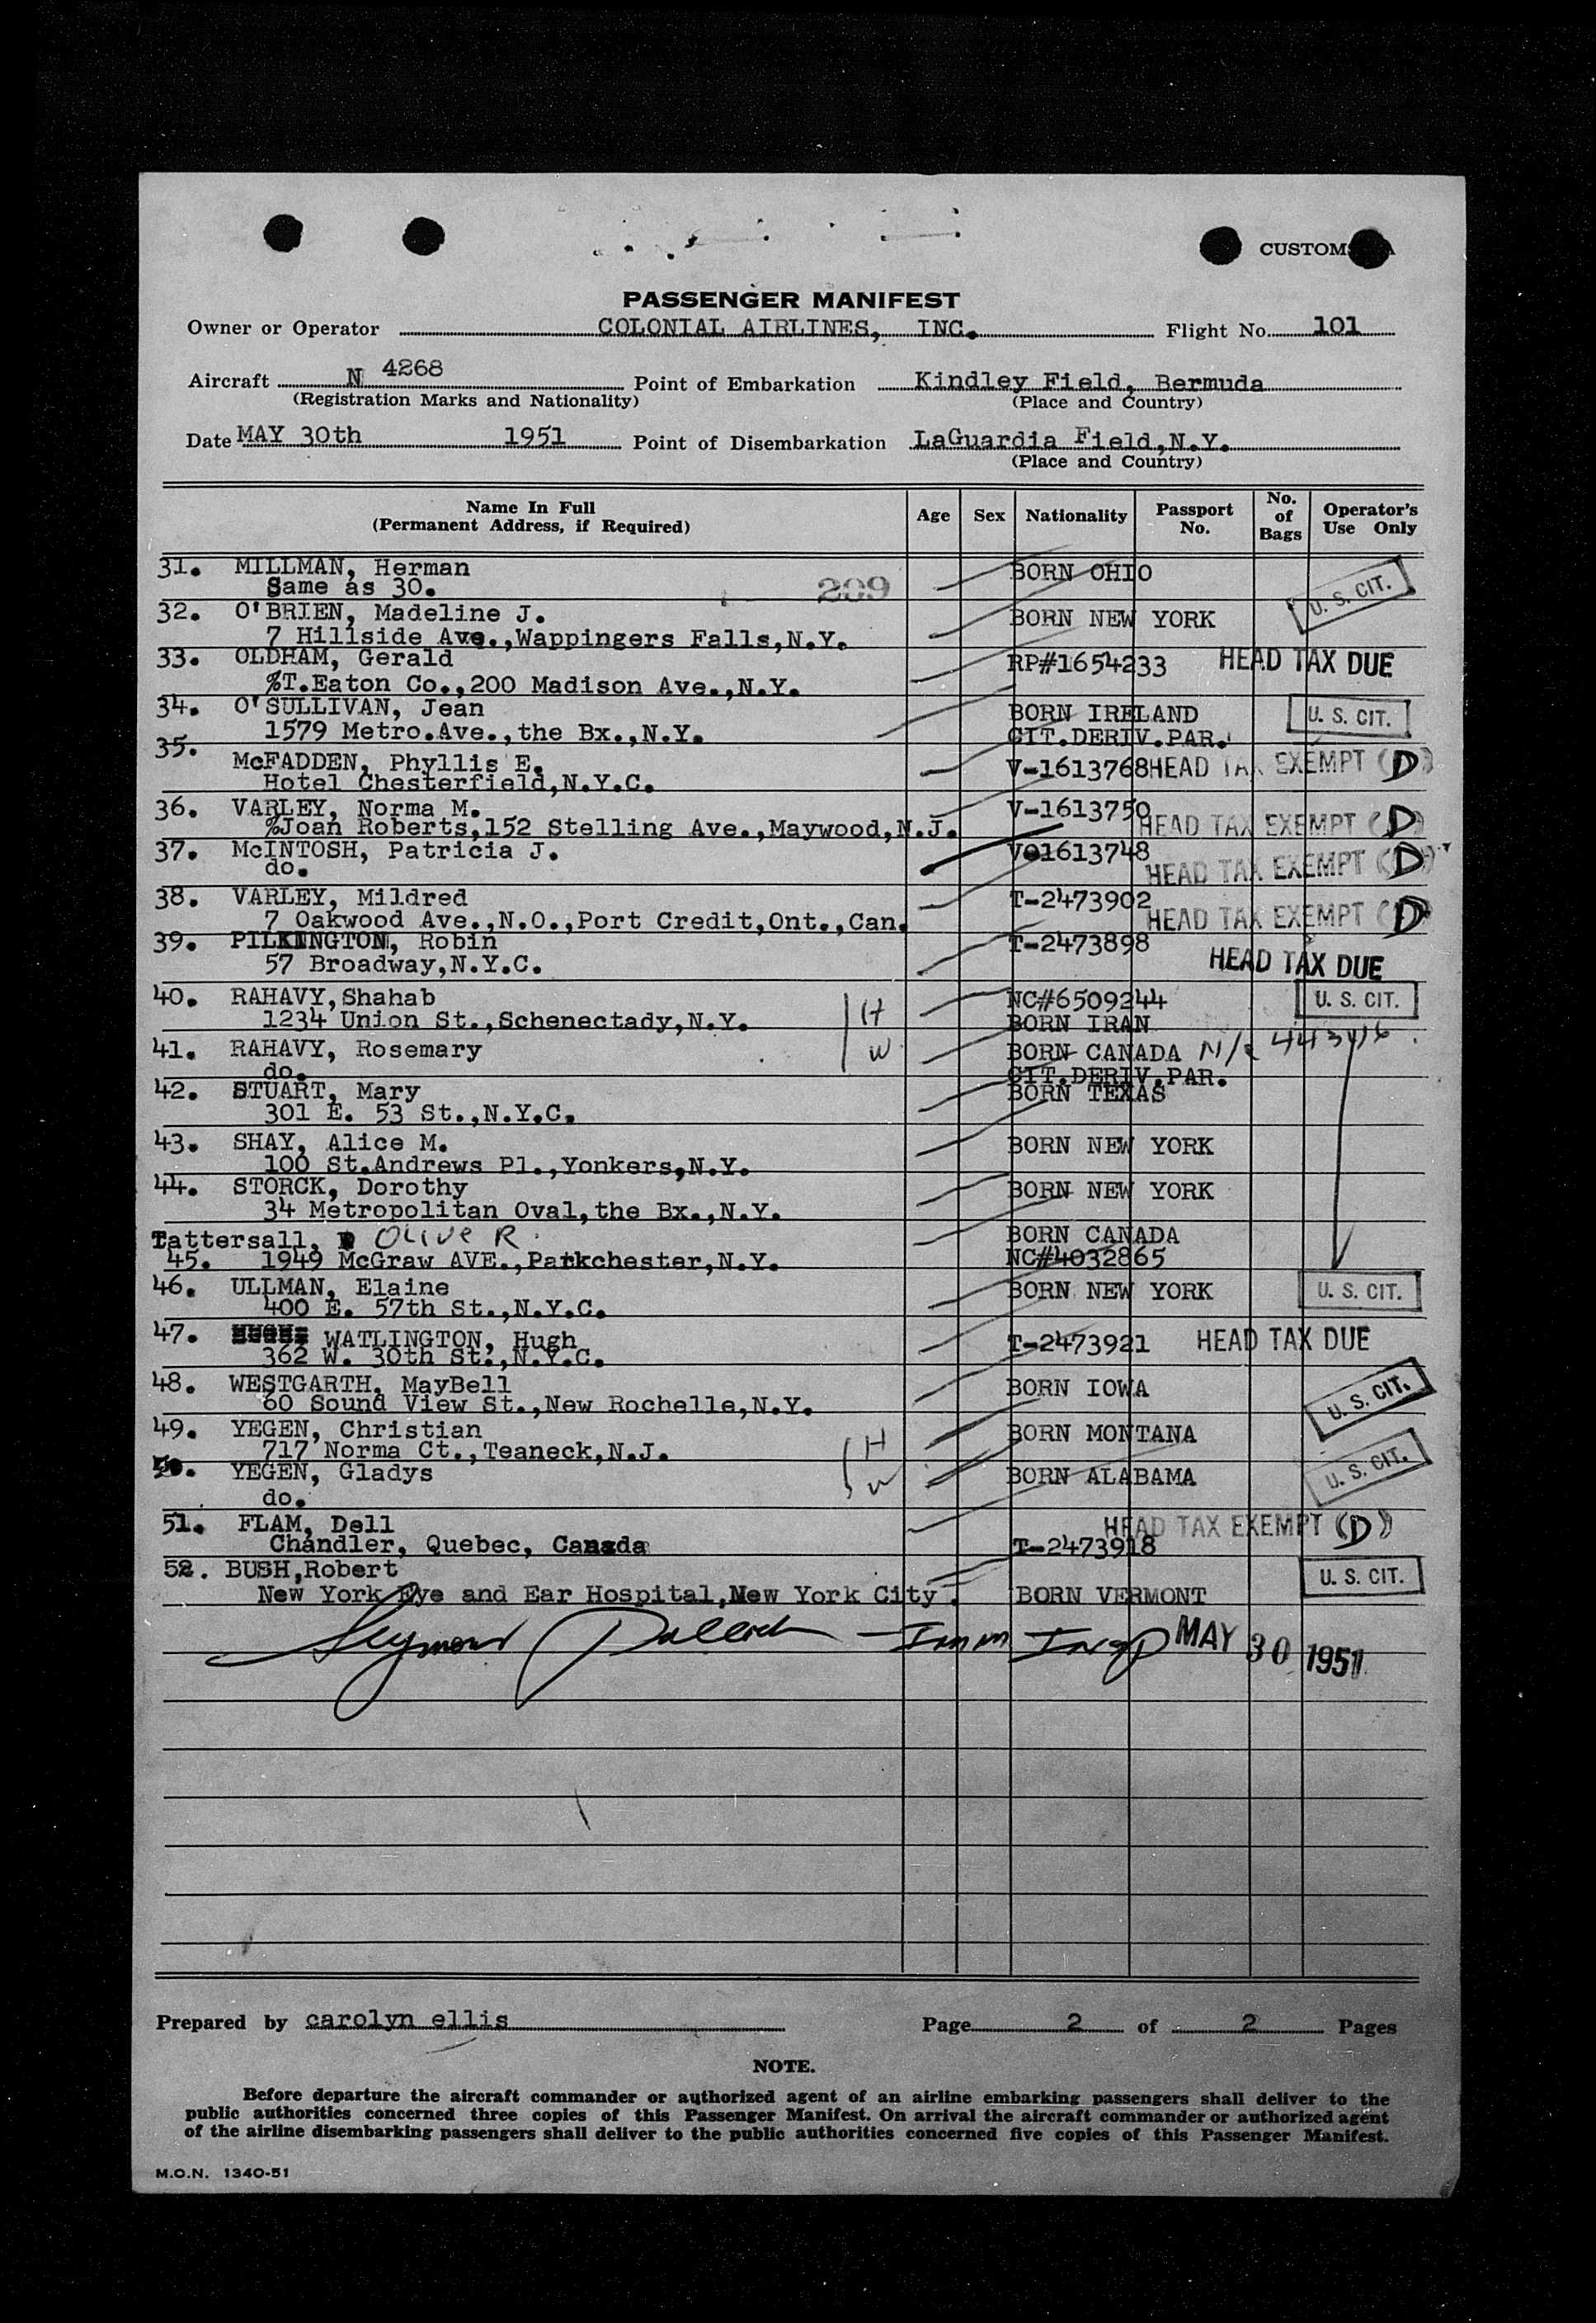 CUSTOMS
PASSENGER MANIFEST
Owner or Operator COLONIAL AIRLINES, INC. Flight No. 101
Aircraft N 4268 Point of Embarkation Kindley Field, Bermuda
(Registration Marks and Nationality) (Place and Country)
Date MAY 30th 1951 Point of Disembarkation LaGuardia Field,N.Y.
(Place and Country)
Name In Full (Permanent Address, if Required) Age Sex Nationality Passport No. No. of Bags Operator's Use Only
31. MILLMAN, Herman BORN OHIO
Same as 30. 209 U. S. CIT.
32. O'BRIEN, Madeline J. BORN NEW YORK
7 Hillside Ave.,Wappingers Falls,N.Y.
33. OLDHAM, Gerald RP#1654233 HEAD TAX DUE
%T.Eaton Co.,200 Madison Ave.,N.Y.
34. O'SULLIVAN, Jean BORN IRELAND U. S. CIT.
1579 Metro.Ave.,the Bx.,N.Y. CIT.DERIV.PAR.
35. McFADDEN, Phyllis E. V-1613768 HEAD TAX EXEMPT (D)
Hotel Chesterfield,N.Y.C.
36. VARLEY, Norma M. V-1613750
%Joan Roberts,152 Stelling Ave.,Maywood,N.J. HEAD TAX EXEMPT (D)
37. McINTOSH, Patricia J. V01613748
do. HEAD TAX EXEMPT (D)
38. VARLEY, Mildred T-2473902
7 Oakwood Ave.,N.O.,Port Credit,Ont.,Can. HEAD TAX EXEMPT (D)
39. PILKINGTON, Robin T-2473898
57 Broadway,N.Y.C. HEAD TAX DUE
40. RAHAVY,Shahab H NC#6509244 U. S. CIT.
1234 Union St.,Schenectady,N.Y. BORN IRAN
41. RAHAVY, Rosemary W BORN CANADA
do. CIT.DERIV.PAR.
42. STUART, Mary BORN TEXAS
301 E. 53 St.,N.Y.C.
43. SHAY, Alice M. BORN NEW YORK
100 St.Andrews Pl.,Yonkers,N.Y.
44. STORCK, Dorothy BORN NEW YORK
34 Metropolitan Oval,the Bx.,N.Y.
Tattersall, Olive R. BORN CANADA
45. 1949 McGraw AVE.,Parkchester,N.Y. NC#4032865
46. ULLMAN, Elaine BORN NEW YORK U. S. CIT.
400 E. 57th St.,N.Y.C.
47. WATLINGTON, Hugh T-2473921 HEAD TAX DUE
362 W. 30th St.,N.Y.C.
48. WESTGARTH, MayBell BORN IOWA U. S. CIT.
60 Sound View St.,New Rochelle,N.Y.
49. YEGEN, Christian H BORN MONTANA
717 Norma Ct.,Teaneck,N.J.
50. YEGEN, Gladys W BORN ALABAMA U. S. CIT.
do.
51. FLAM, Dell HEAD TAX EXEMPT (D)
Chandler, Quebec, Canada T-2473918
52. BUSH,Robert U. S. CIT.
New York Eye and Ear Hospital,New York City. BORN VERMONT
Seymour Imm Insp MAY 30 1951
Prepared by carolyn ellis Page 2 of 2 Pages
NOTE.
Before departure the aircraft commander or authorized agent of an airline embarking passengers shall deliver to the
public authorities concerned three copies of this Passenger Manifest. On arrival the aircraft commander or authorized agent
of the airline disembarking passengers shall deliver to the public authorities concerned five copies of this Passenger Manifest.
M.O.N. 1340-51